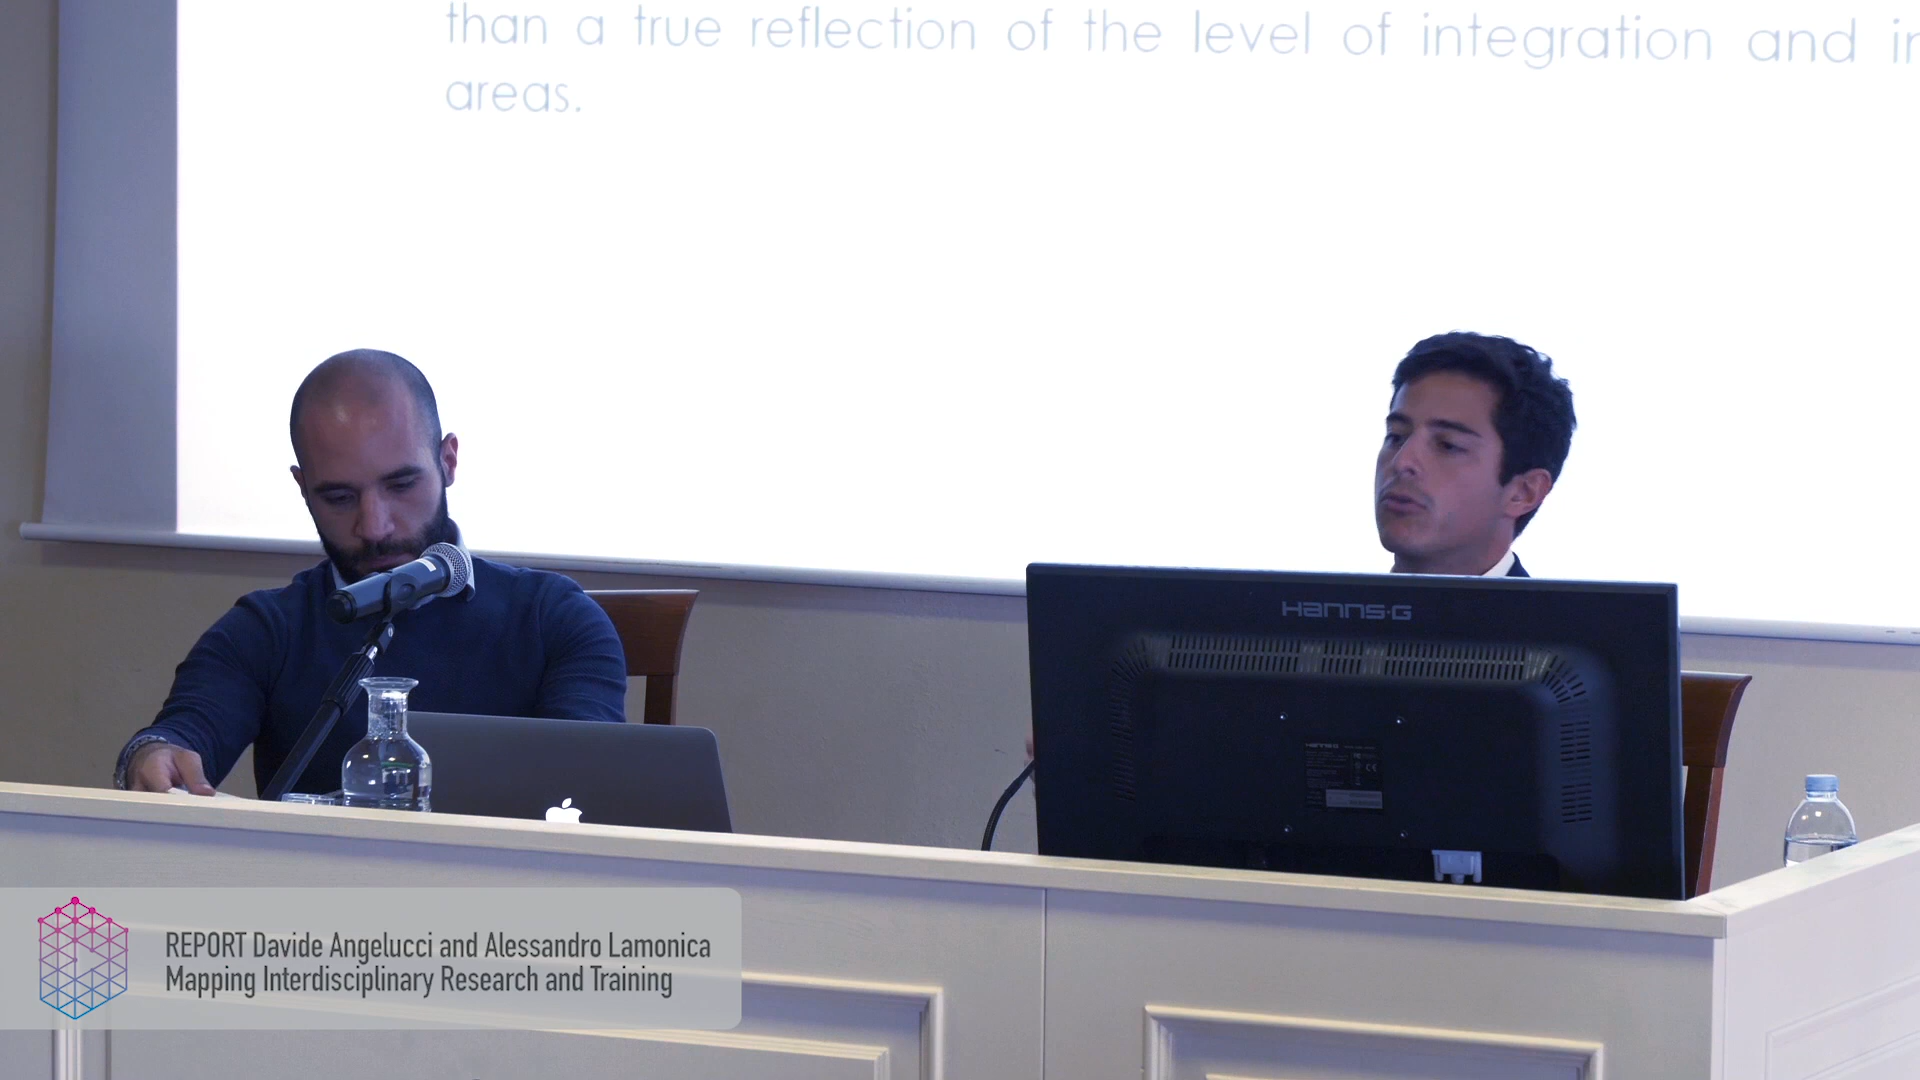 than a true reflection of the level of integration and in
areas.
Hanns·G
REPORT Davide Angelucci and Alessandro Lamonica
Mapping Interdisciplinary Research and Training